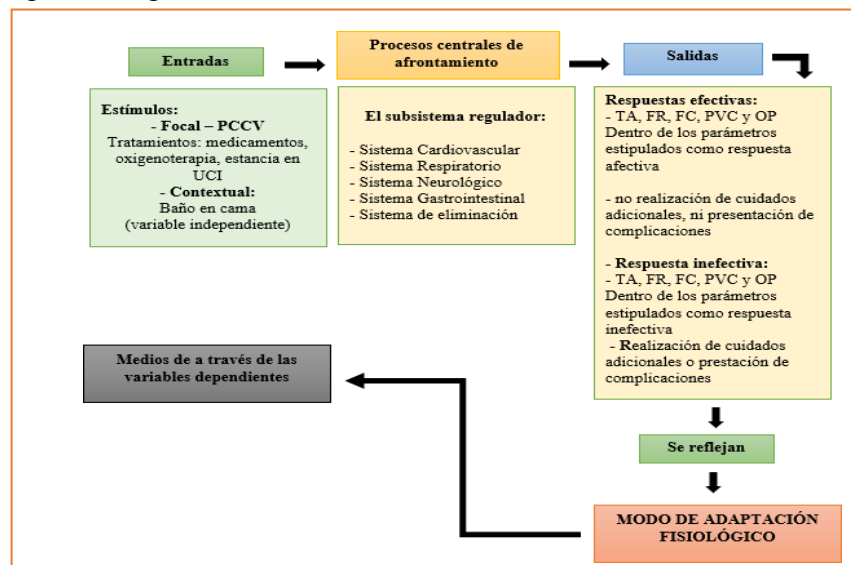 Entradas
Procesos centrales de
afrontamiento
Salidas
Estímulos:
- Focal – PCCV
Tratamientos: medicamentos,
oxigenoterapia, estancia en
UCI
- Contextual:
Baño en cama
(variable independiente)
El subsistema regulador:
- Sistema Cardiovascular
- Sistema Respiratorio
- Sistema Neurológico
- Sistema Gastrointestinal
- Sistema de eliminación
Respuestas efectivas:
- TA, FR, FC, PVC y OP
Dentro de los parámetros
estipulados como respuesta
afectiva
- no realización de cuidados
adicionales, ni presentación de
complicaciones
- Respuesta inefectiva:
- TA, FR, FC, PVC y OP
Dentro de los parámetros
estipulados como respuesta
inefectiva
- Realización de cuidados
adicionales o prestación de
complicaciones
Medios de a través de las
variables dependientes
Se reflejan
MODO DE ADAPTACIÓN
FISIOLÓGICO